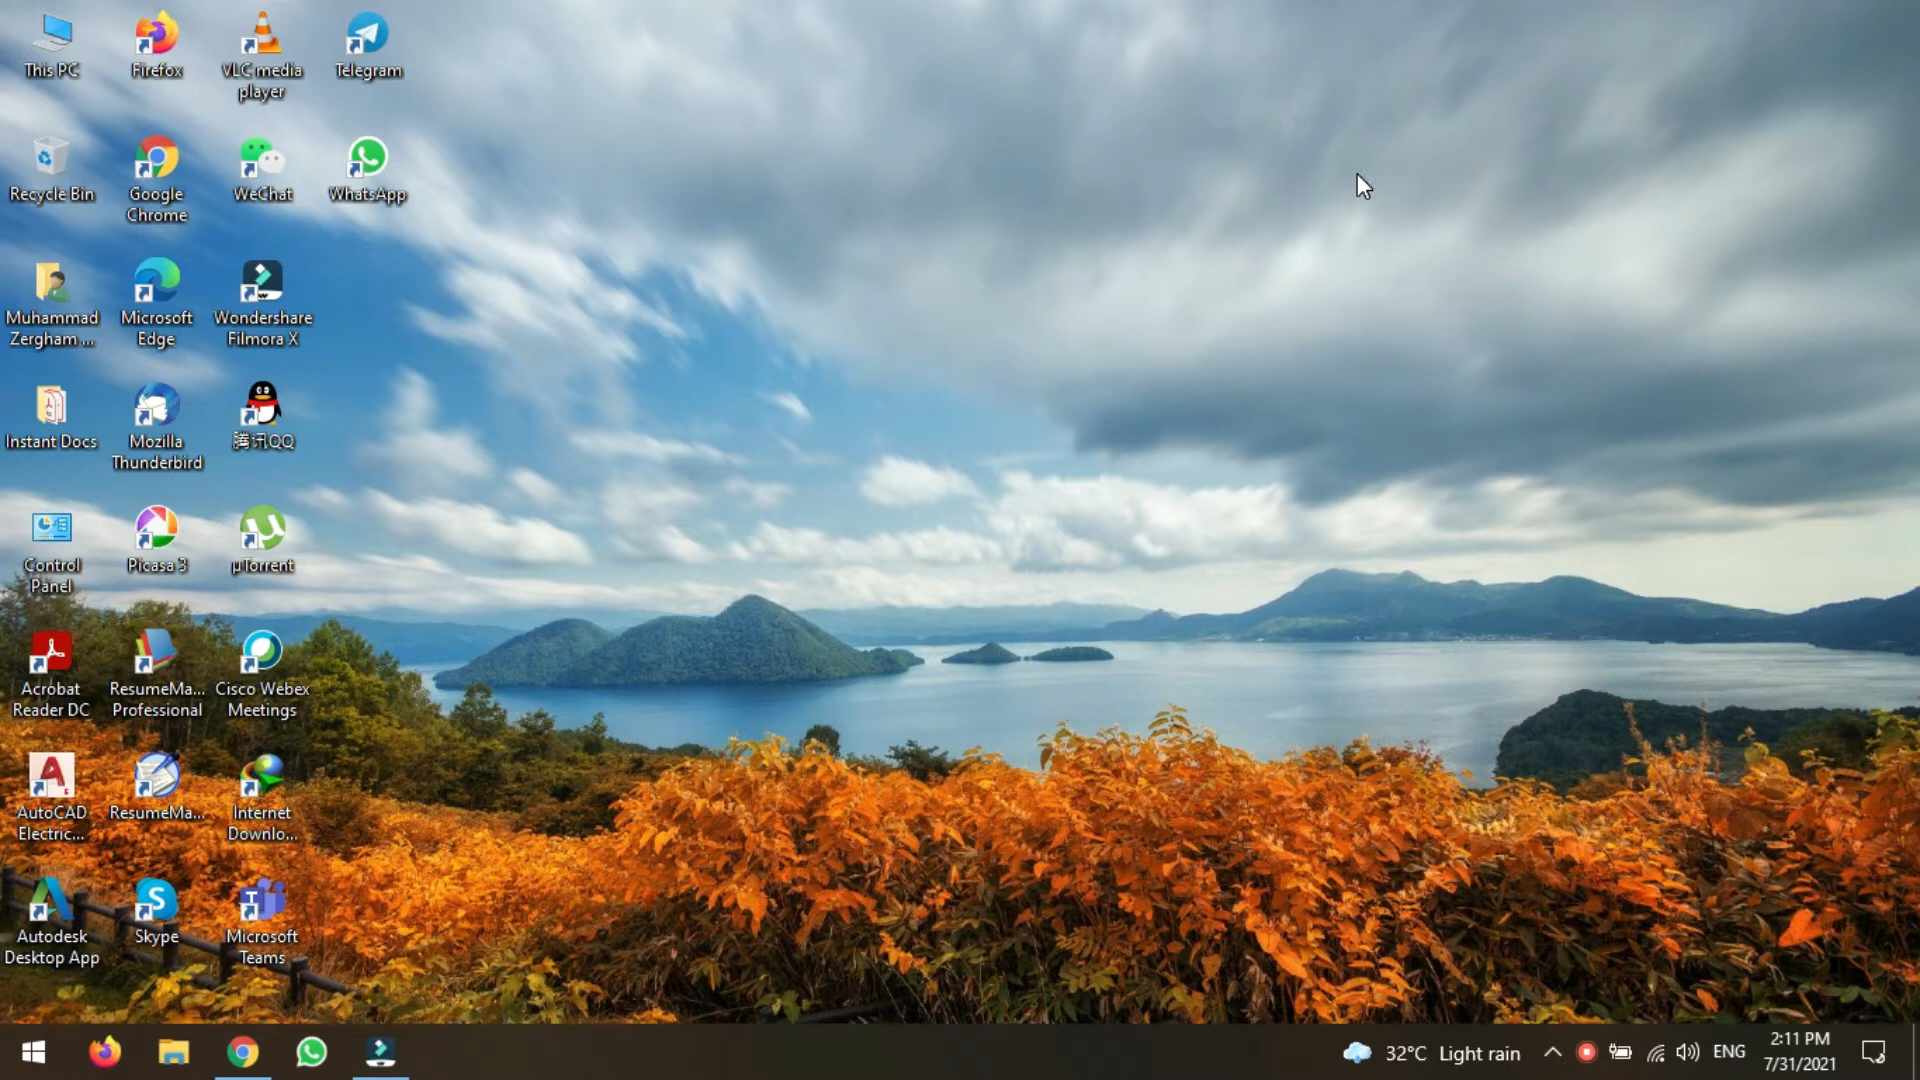 This PC
Firefox
VLC media
player
Telegram
Recycle Bin
Google
Chrome
WeChat
WhatsApp
Muhammad
Zergham ...
Microsoft
Edge
Wondershare
Filmora X
Instant Docs
Mozilla
Thunderbird
腾讯QQ
Control
Panel
Picasa 3
µTorrent
Acrobat
Reader DC
ResumeMa...
Professional
Cisco Webex
Meetings
AutoCAD
Electric...
ResumeMa...
Internet
Downlo...
Autodesk
Desktop App
Skype
Microsoft
Teams
32°C Light rain
ENG
2:11 PM
7/31/2021